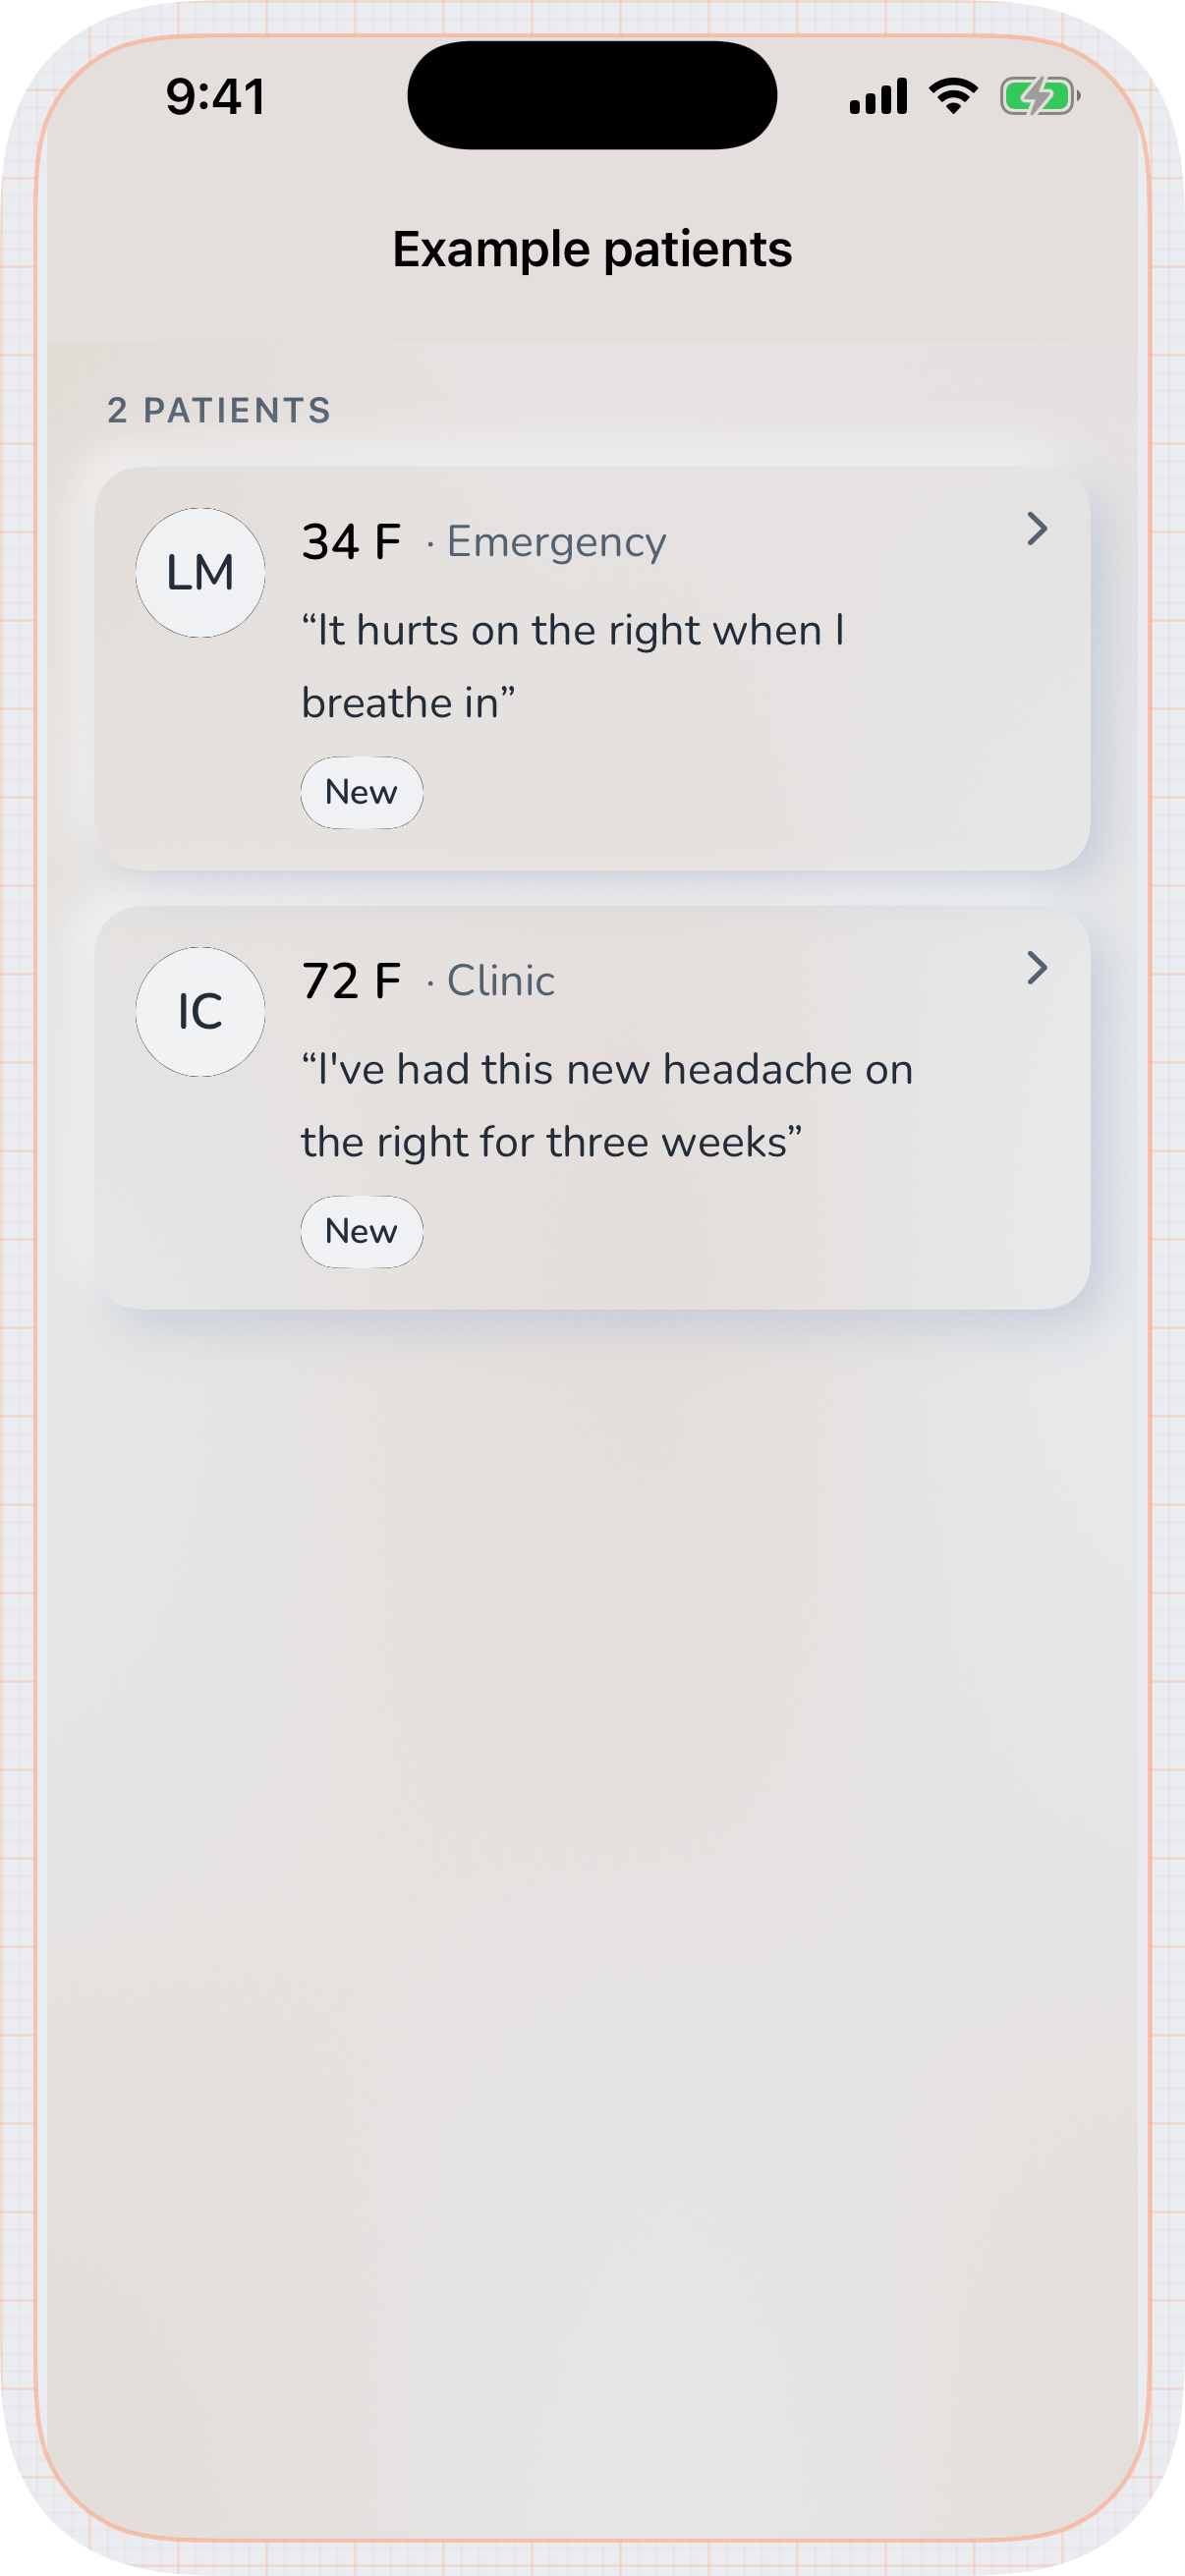 9:41
Example patients
2 PATIENTS
LM
34 F · Emergency
“It hurts on the right when I
breathe in”
New
IC
72 F · Clinic
“I've had this new headache on
the right for three weeks”
New